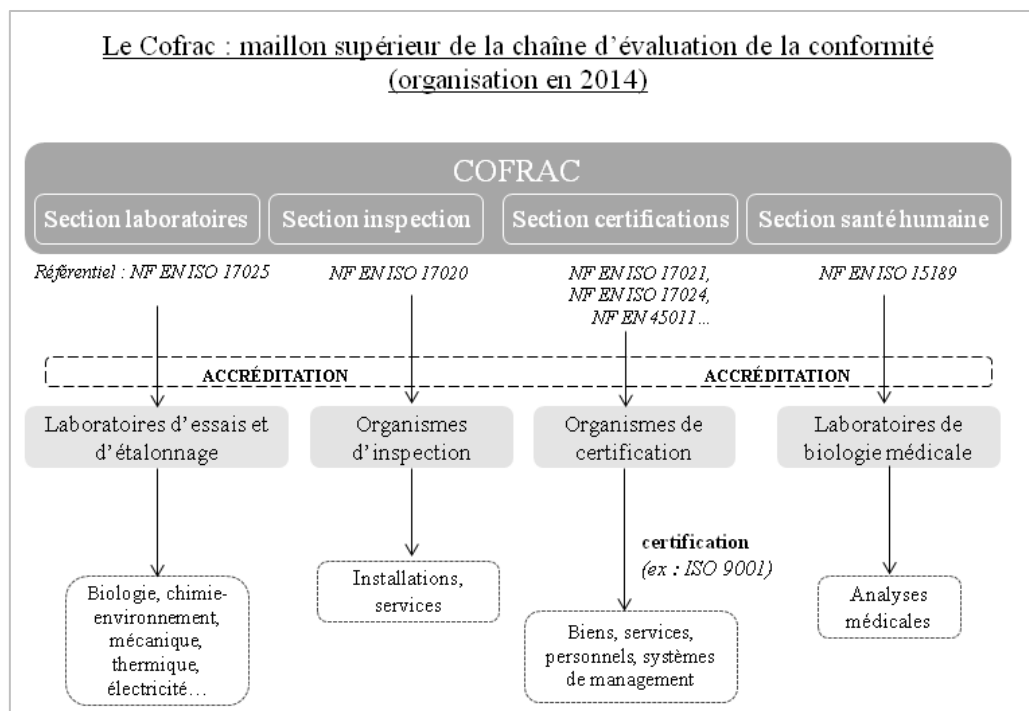 Le Cofrac : maillon supérieur de la chaîne d'évaluation de la conformité
(organisation en 2014)
COFRAC
Section laboratoires
Section inspection
Section certifications
Section santé humaine
Référentiel : NF EN ISO 17025
NF EN ISO 17020
NF EN ISO 17021,
NF EN ISO 17024,
NF EN 45011...
NF EN ISO 15189
ACCRÉDITATION
ACCRÉDITATION
Laboratoires d'essais et
d'étalonnage
Organismes
d'inspection
Organismes de
certification
Laboratoires de
biologie médicale
certification
(ex : ISO 9001)
Biologie, chimie-
environnement,
mécanique,
thermique,
électricité...
Installations,
services
Biens, services,
personnels, systèmes
de management
Analyses
médicales